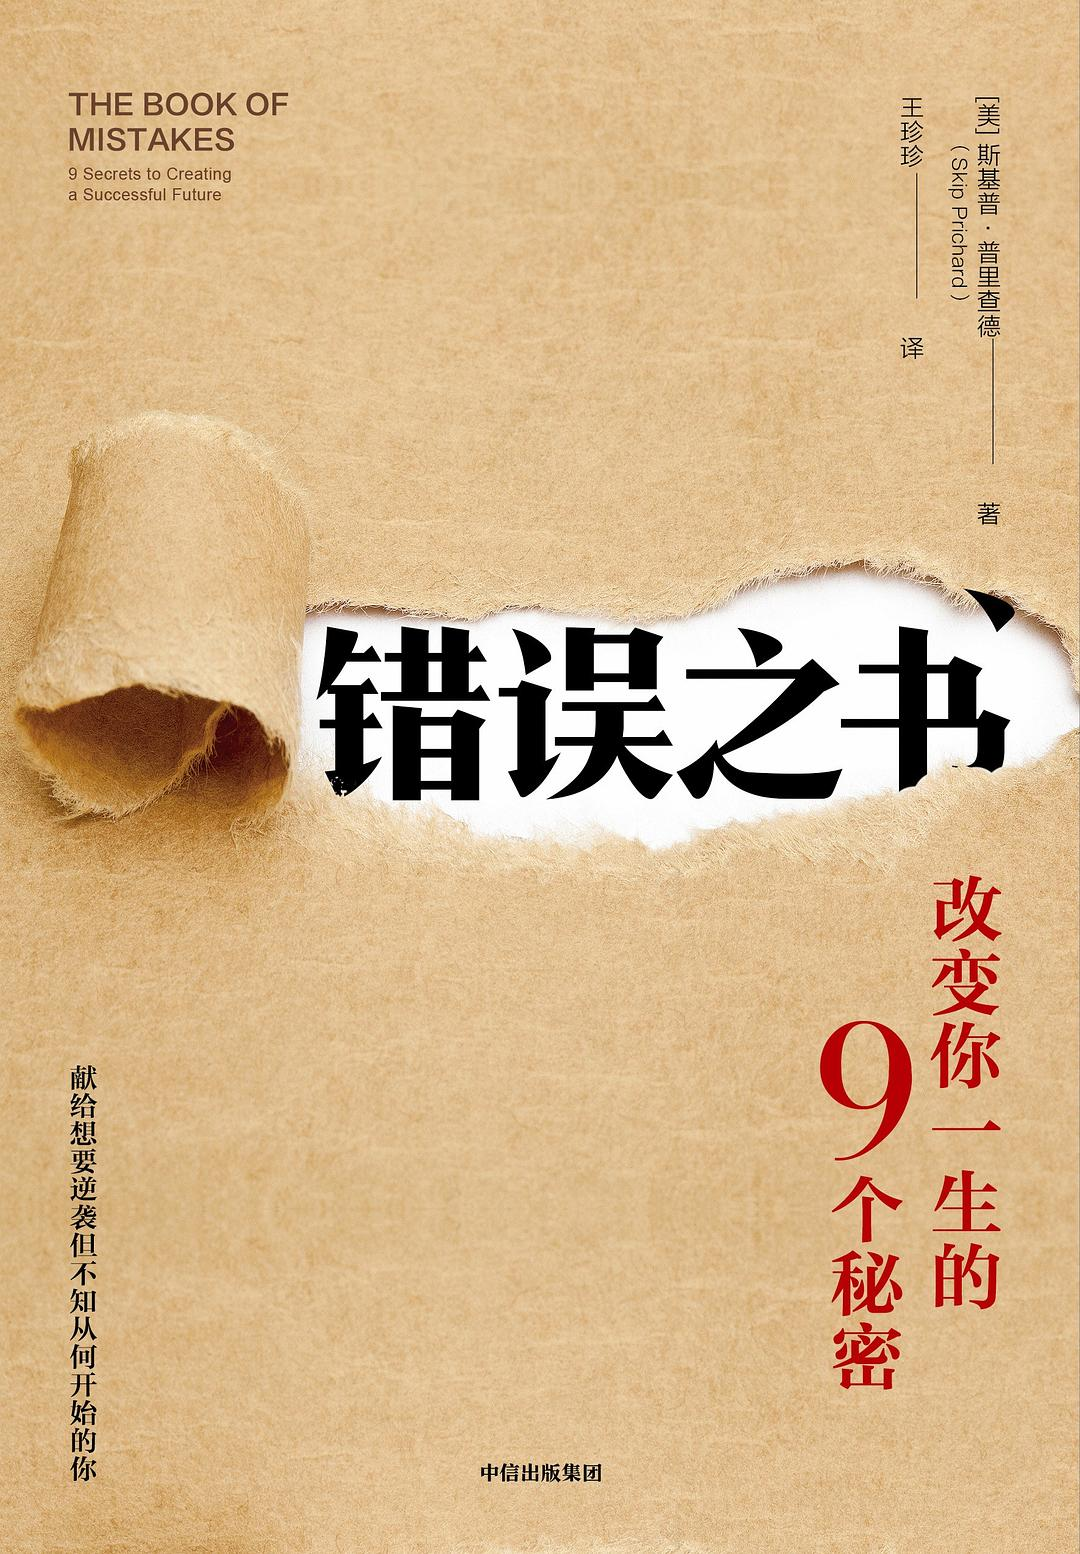 THE BOOK OF
MISTAKES
9 Secrets to Creating
a Successful Future
[美] 斯基普·普里查德 著
( Skip Prichard )
王珍珍 译
错误之书
改变你一生的
9个秘密
献给想要逆袭但不知从何开始的你
中信出版集团